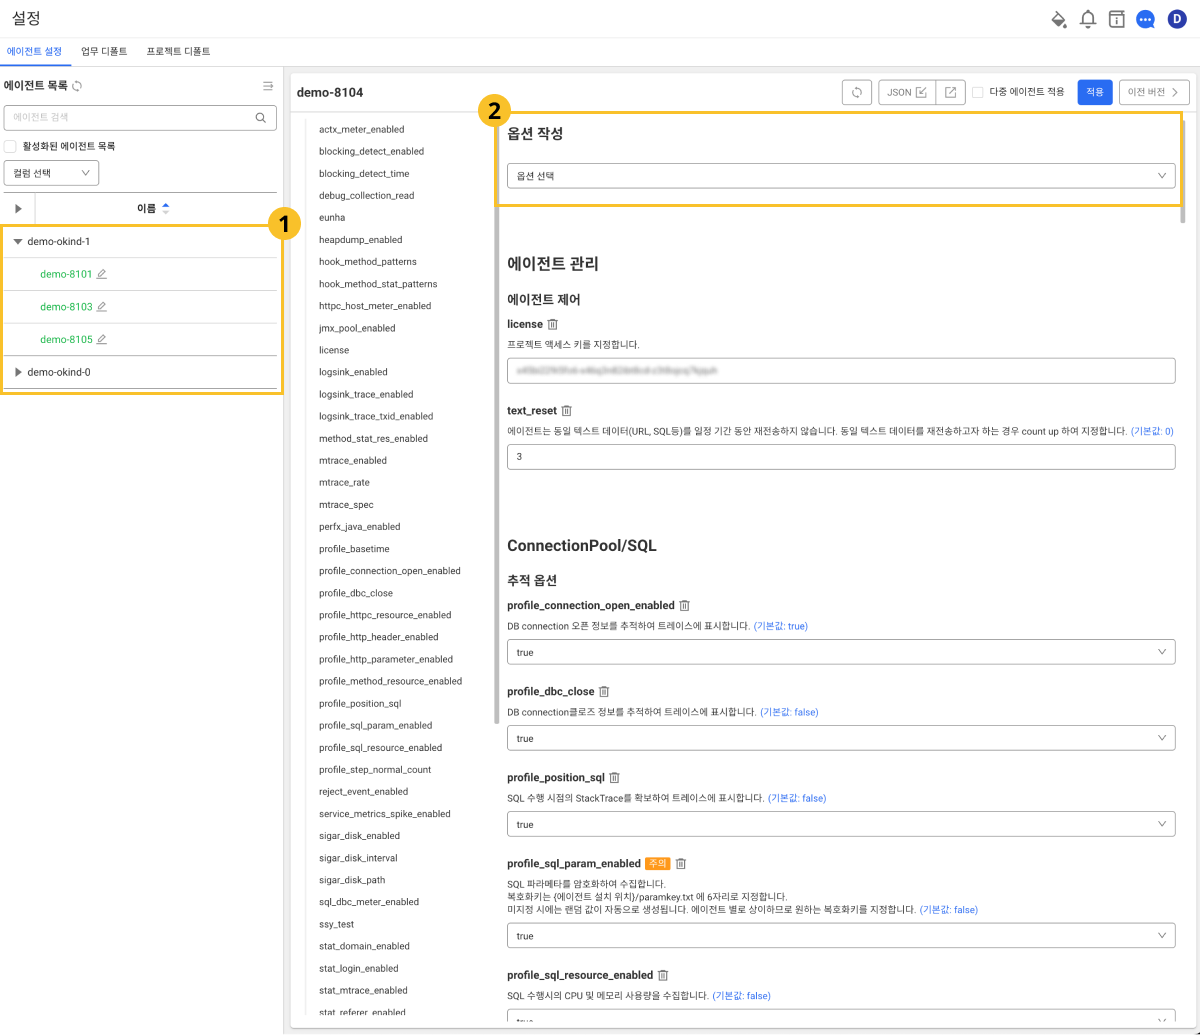 설정
D
에이전트 설정 업무 디폴트 프로젝트 디폴트
에이전트 목록
에이전트 검색
활성화된 에이전트 목록
컬럼 선택
이름
1
demo-okind-1
demo-8101
demo-8103
demo-8105
demo-okind-0
demo-8104
JSON
다중 에이전트 적용
적용
이전 버전
actx_meter_enabled
blocking_detect_enabled
blocking_detect_time
debug_collection_read
eunha
heapdump_enabled
hook_method_patterns
hook_method_stat_patterns
httpc_host_meter_enabled
jmx_pool_enabled
license
logsink_enabled
logsink_trace_enabled
logsink_trace_txid_enabled
method_stat_res_enabled
mtrace_enabled
mtrace_rate
mtrace_spec
perfx_java_enabled
profile_basetime
profile_connection_open_enabled
profile_dbc_close
profile_httpc_resource_enabled
profile_http_header_enabled
profile_http_parameter_enabled
profile_method_resource_enabled
profile_position_sql
profile_sql_param_enabled
profile_sql_resource_enabled
profile_step_normal_count
reject_event_enabled
service_metrics_spike_enabled
sigar_disk_enabled
sigar_disk_interval
sigar_disk_path
sql_dbc_meter_enabled
ssy_test
stat_domain_enabled
stat_login_enabled
stat_mtrace_enabled
stat_referer_enabled
2
옵션 작성
옵션 선택
에이전트 관리
에이전트 제어
license
프로젝트 액세스 키를 지정합니다.
text_reset
에이전트는 동일 텍스트 데이터(URL, SQL등)를 일정 기간 동안 재전송하지 않습니다. 동일 텍스트 데이터를 재전송하고자 하는 경우 count up 하여 지정합니다. (기본값: 0)
3
ConnectionPool/SQL
추적 옵션
profile_connection_open_enabled
DB connection 오픈 정보를 추적하여 트레이스에 표시합니다. (기본값: true)
true
profile_dbc_close
DB connection클로즈 정보를 추적하여 트레이스에 표시합니다. (기본값: false)
true
profile_position_sql
SQL 수행 시점의 StackTrace를 확보하여 트레이스에 표시합니다. (기본값: false)
true
profile_sql_param_enabled 주의
SQL 파라메타를 암호화하여 수집합니다.
복호화키는 {에이전트 설치 위치}/paramkey.txt 에 6자리로 지정합니다.
미지정 시에는 랜덤 값이 자동으로 생성됩니다. 에이전트 별로 상이하므로 원하는 복호화키를 지정합니다. (기본값: false)
true
profile_sql_resource_enabled
SQL 수행시의 CPU 및 메모리 사용량을 수집합니다. (기본값: false)
true